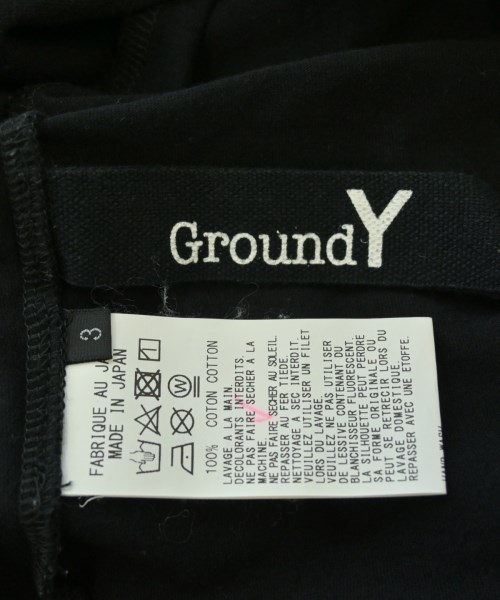 Ground Y
3
FABRIQUE AU JA
MADE IN JAPAN
100% COTON COTTON
LAVAGE A LA MAIN.
DECOLORANTS INTERDITS.
NE PAS FAIRE SECHER A LA
MACHINE.
NE PAS FAIRE SECHER AU SOLEIL
REPASSER AU FER TIEDE.
NETTOYAGE A SEC INTERDIT.
VEUILLEZ UTILISER UN FILET
LORS DU LAVAGE.
VEUILLEZ NE PAS UTILISER
DE LESSIVE CONTENANT DU
BLANCHISSEUR FLUORESCENT.
LA SILHOUETTE PEUT PERDRE
SA FORME ORIGINALE OU
PEUT SE RETRECIR LORS DU
LAVAGE DOMESTIQUE.
REPASSER AVEC UNE ETOFFE.